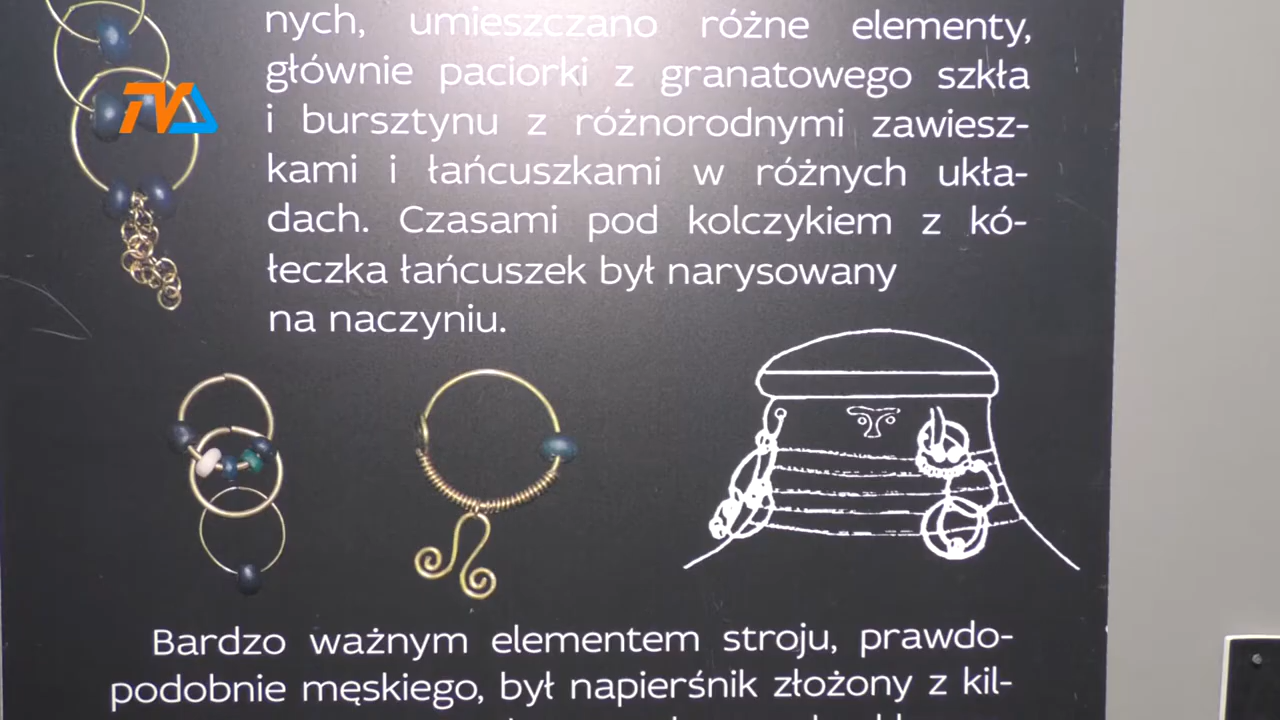 nych, umieszczano różne elementy,
głównie paciorki z granatowego szkła
TVA
i bursztynu z różnorodnymi zawiesz-
kami i łańcuszkami w różnych ukła-
dach. Czasami pod kolczykiem z kó-
łeczka łańcuszek był narysowany
na naczyniu.
Bardzo ważnym elementem stroju, prawdo-
podobnie męskiego, był napierśnik złożony z kil-